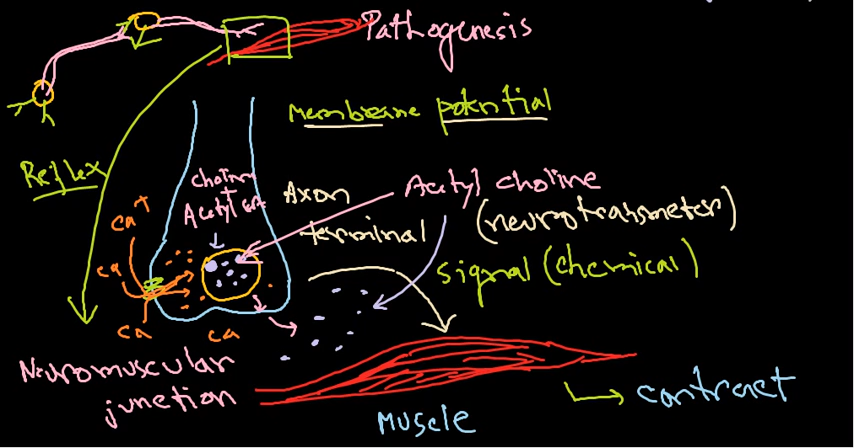 Pathogenesis
Membrane potential
Reflex
Choline
+
Acetyl
Axon
terminal
Acetyl choline
(neurotransmeter)
signal (chemical)
ca+
ca
ca
ca
Neuromuscular
junction
Muscle
contract